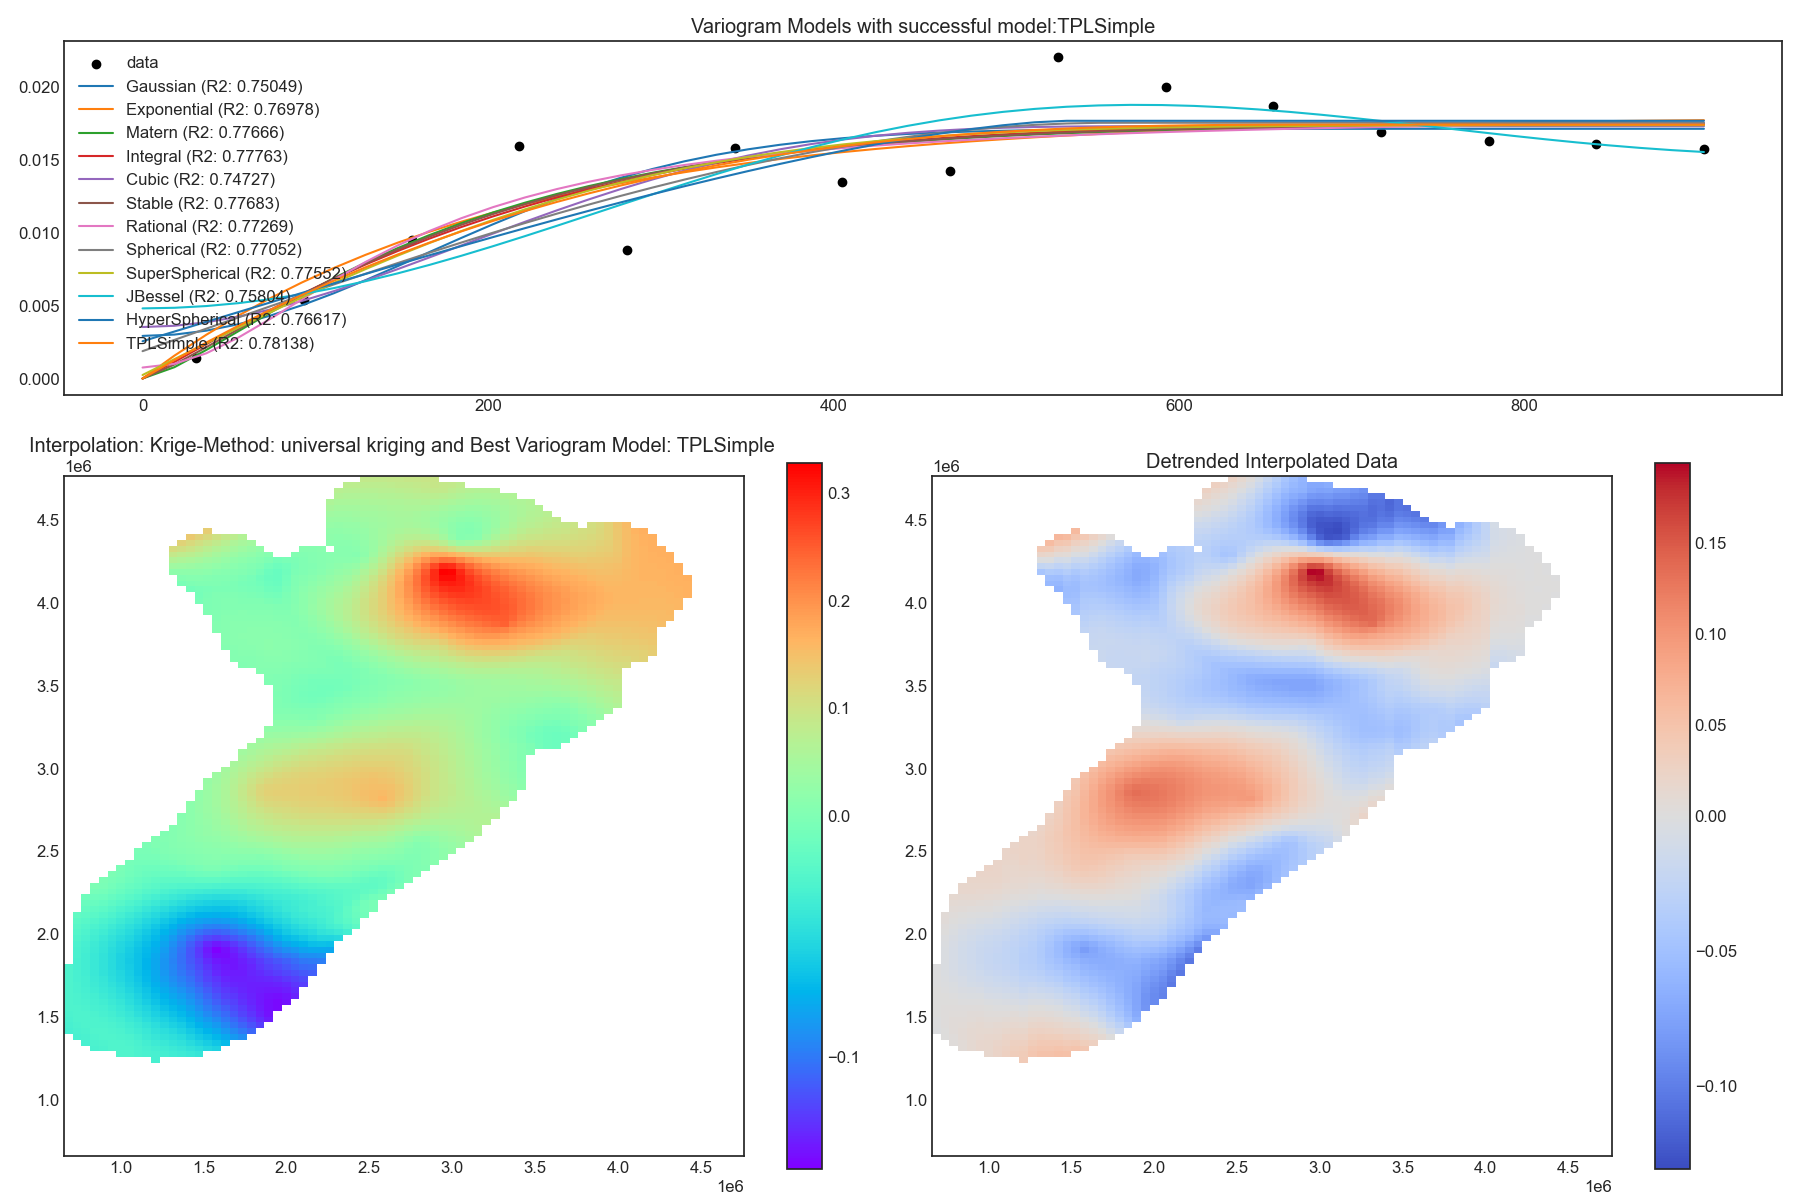 Variogram Models with successful model:TPLSimple
data
Gaussian (R2: 0.75049)
Exponential (R2: 0.76978)
Matern (R2: 0.77666)
Integral (R2: 0.77763)
Cubic (R2: 0.74727)
Stable (R2: 0.77683)
Rational (R2: 0.77269)
Spherical (R2: 0.77052)
SuperSpherical (R2: 0.77552)
JBessel (R2: 0.75804)
HyperSpherical (R2: 0.76617)
TPLSimple (R2: 0.78138)
0.020
0.015
0.010
0.005
0.000
0 200 400 600 800
Interpolation: Krige-Method: universal kriging and Best Variogram Model: TPLSimple
1e6
4.5
4.0
3.5
3.0
2.5
2.0
1.5
1.0
1.0 1.5 2.0 2.5 3.0 3.5 4.0 4.5
1e6
0.3
0.2
0.1
0.0
−0.1
Detrended Interpolated Data
1e6
4.5
4.0
3.5
3.0
2.5
2.0
1.5
1.0
1.0 1.5 2.0 2.5 3.0 3.5 4.0 4.5
1e6
0.15
0.10
0.05
0.00
−0.05
−0.10